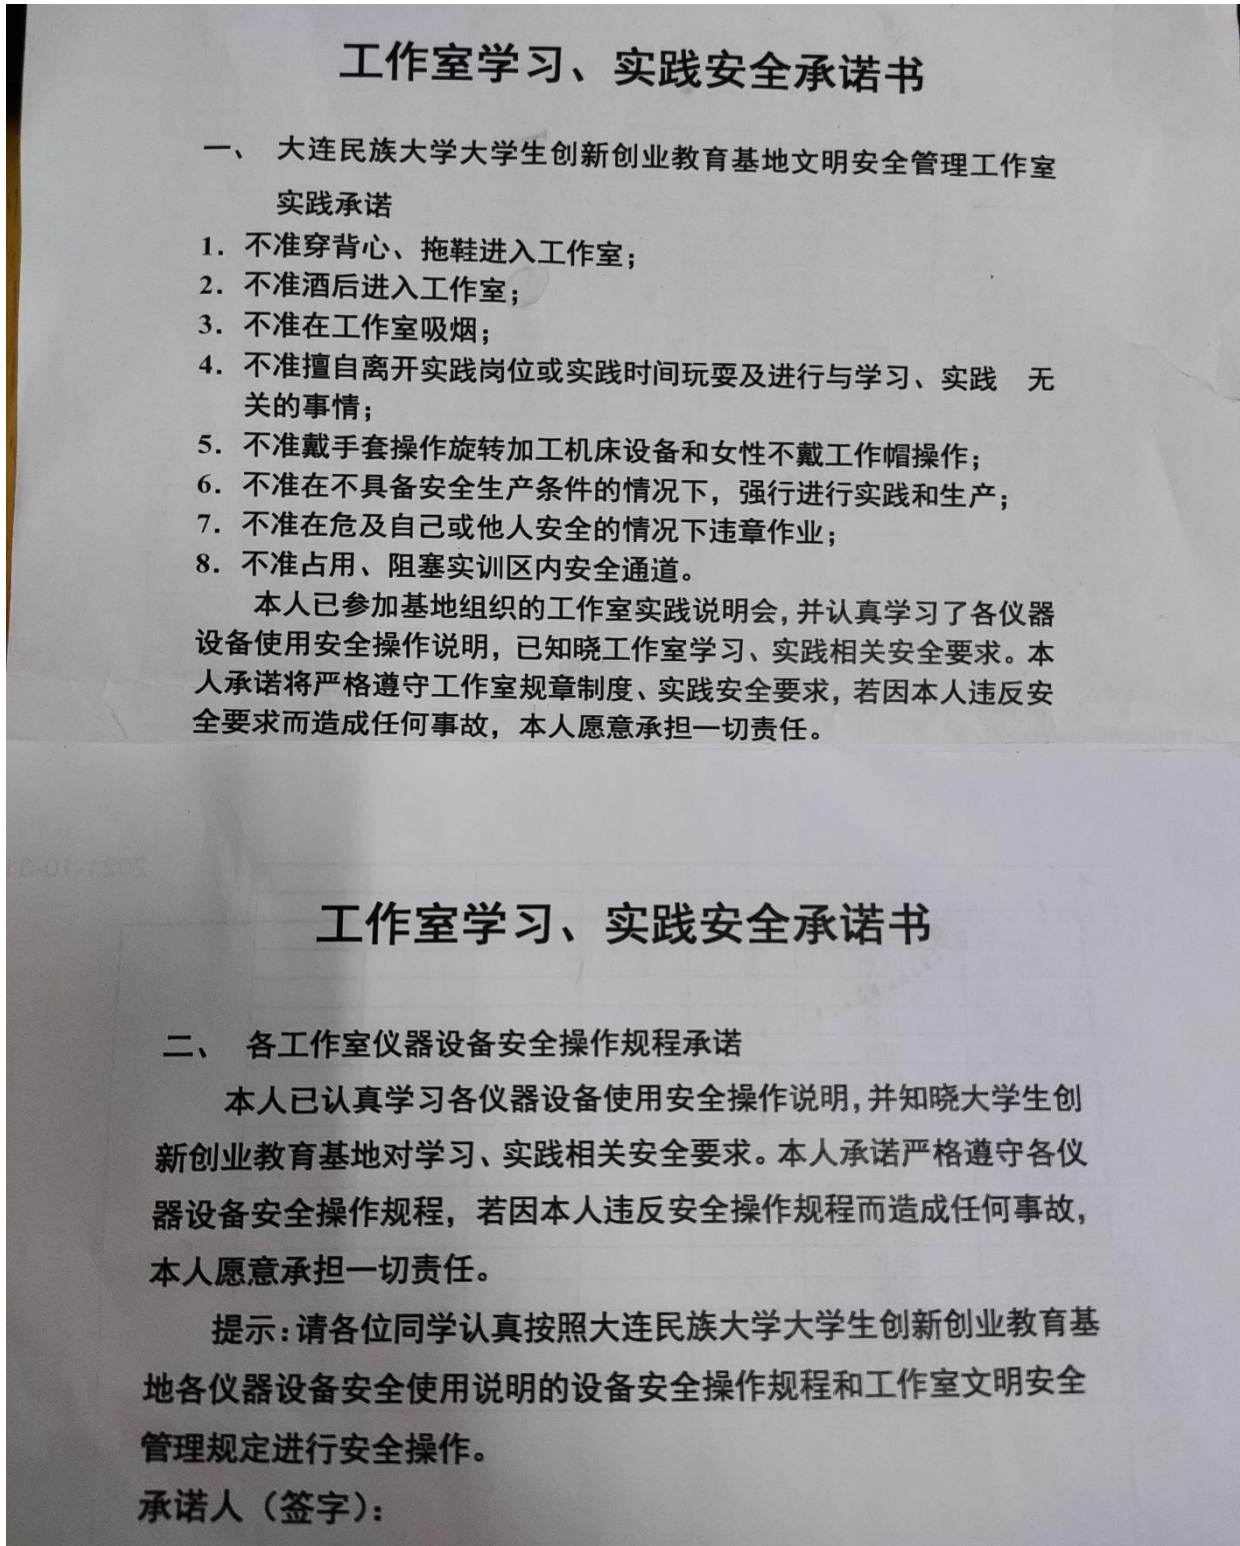 工作室学习、实践安全承诺书
一、 大连民族大学大学生创新创业教育基地文明安全管理工作室
实践承诺
1. 不准穿背心、拖鞋进入工作室；
2. 不准酒后进入工作室；
3. 不准在工作室吸烟；
4. 不准擅自离开实践岗位或实践时间玩耍及进行与学习、实践 无
关的事情；
5. 不准戴手套操作旋转加工机床设备和女性不戴工作帽操作；
6. 不准在不具备安全生产条件的情况下，强行进行实践和生产；
7. 不准在危及自己或他人安全的情况下违章作业；
8. 不准占用、阻塞实训区内安全通道。
本人已参加基地组织的工作室实践说明会，并认真学习了各仪器
设备使用安全操作说明，已知晓工作室学习、实践相关安全要求。本
人承诺将严格遵守工作室规章制度、实践安全要求，若因本人违反安
全要求而造成任何事故，本人愿意承担一切责任。
2021-10-31
工作室学习、实践安全承诺书
二、 各工作室仪器设备安全操作规程承诺
本人已认真学习各仪器设备使用安全操作说明，并知晓大学生创
新创业教育基地对学习、实践相关安全要求。本人承诺严格遵守各仪
器设备安全操作规程，若因本人违反安全操作规程而造成任何事故，
本人愿意承担一切责任。
提示：请各位同学认真按照大连民族大学大学生创新创业教育基
地各仪器设备安全使用说明的设备安全操作规程和工作室文明安全
管理规定进行安全操作。
承诺人（签字）：